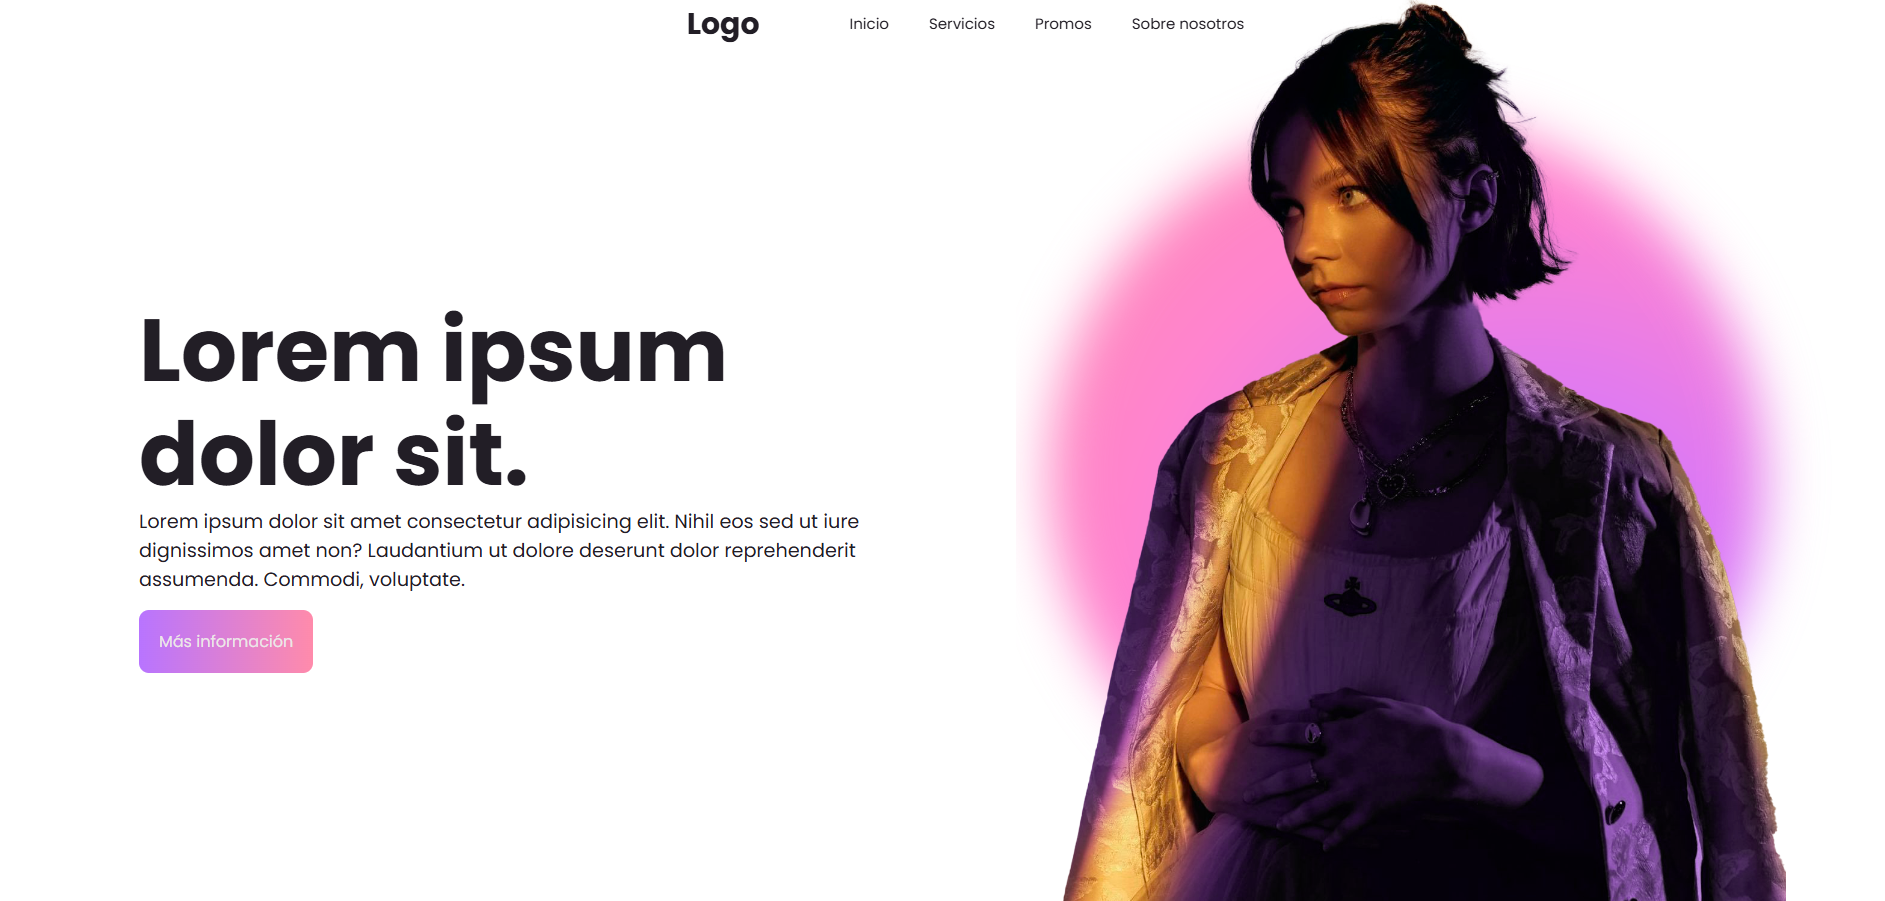 Logo Inicio Servicios Promos Sobre nosotros
Lorem ipsum
dolor sit.
Lorem ipsum dolor sit amet consectetur adipisicing elit. Nihil eos sed ut iure
dignissimos amet non? Laudantium ut dolore deserunt dolor reprehenderit
assumenda. Commodi, voluptate.
Más información